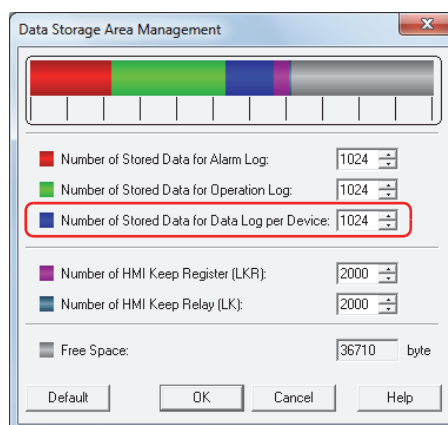 Data Storage Area Management
Number of Stored Data for Alarm Log: 1024
Number of Stored Data for Operation Log: 1024
Number of Stored Data for Data Log per Device: 1024
Number of HMI Keep Register (LKR): 2000
Number of HMI Keep Relay (LK): 2000
Free Space: 36710 byte
Default OK Cancel Help